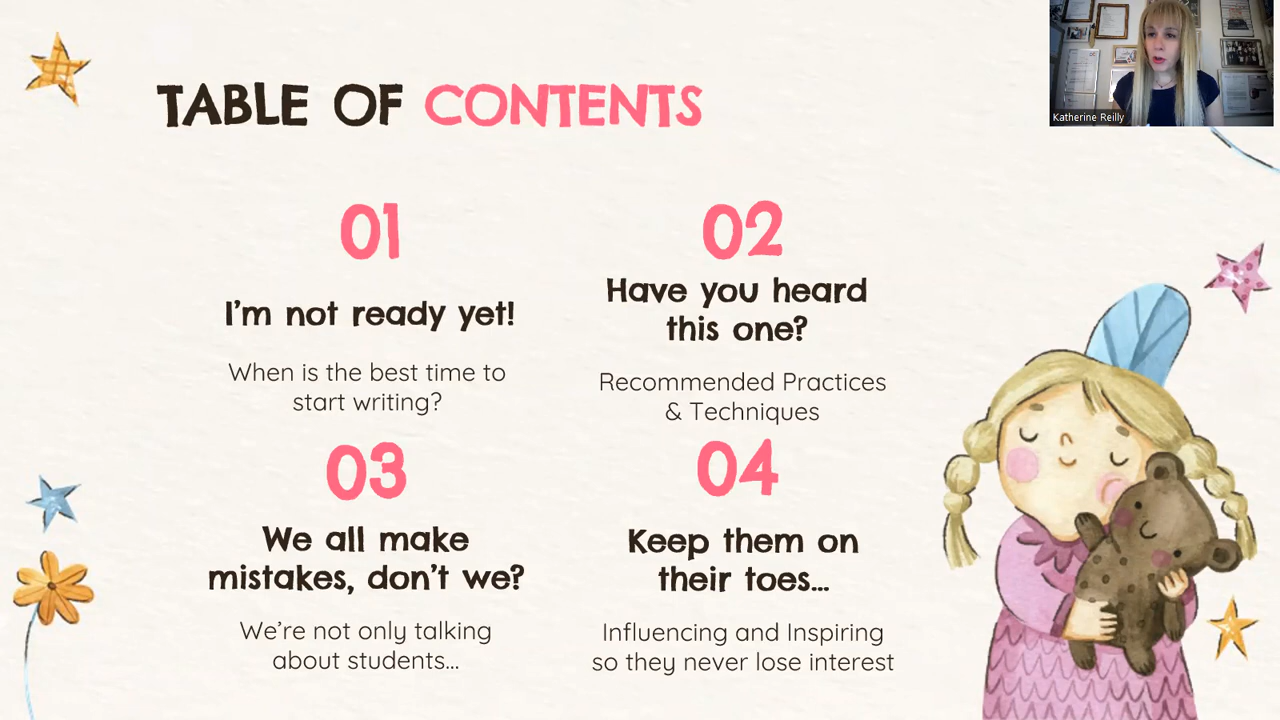 TABLE OF CONTENTS
Katherine Reilly
01
I'm not ready yet!
When is the best time to
start writing?
02
Have you heard
this one?
Recommended Practices
& Techniques
03
We all make
mistakes, don't we?
We're not only talking
about students...
04
Keep them on
their toes...
Influencing and Inspiring
so they never lose interest